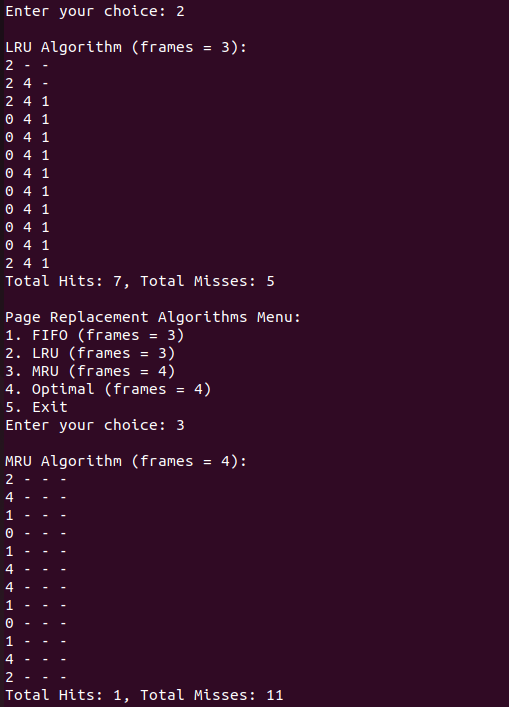 Enter your choice: 2
LRU Algorithm (frames = 3):
2 - -
2 4 -
2 4 1
0 4 1
0 4 1
0 4 1
0 4 1
0 4 1
0 4 1
0 4 1
0 4 1
2 4 1
Total Hits: 7, Total Misses: 5
Page Replacement Algorithms Menu:
1. FIFO (frames = 3)
2. LRU (frames = 3)
3. MRU (frames = 4)
4. Optimal (frames = 4)
5. Exit
Enter your choice: 3
MRU Algorithm (frames = 4):
2 - - -
4 - - -
1 - - -
0 - - -
1 - - -
4 - - -
4 - - -
1 - - -
0 - - -
1 - - -
4 - - -
2 - - -
Total Hits: 1, Total Misses: 11